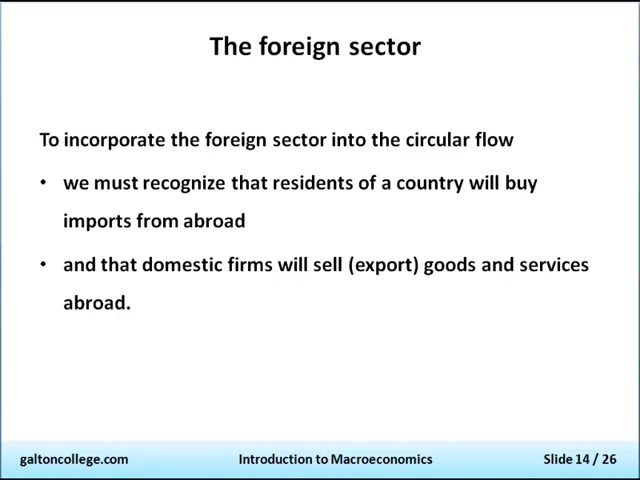 The foreign sector
To incorporate the foreign sector into the circular flow
• we must recognize that residents of a country will buy
imports from abroad
• and that domestic firms will sell (export) goods and services
abroad.
galtoncollege.com Introduction to Macroeconomics Slide 14 / 26